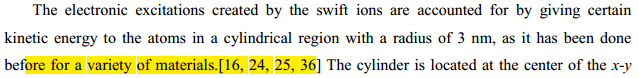 The electronic excitations created by the swift ions are accounted for by giving certain
kinetic energy to the atoms in a cylindrical region with a radius of 3 nm, as it has been done
before for a variety of materials.[16, 24, 25, 36] The cylinder is located at the center of the x-y